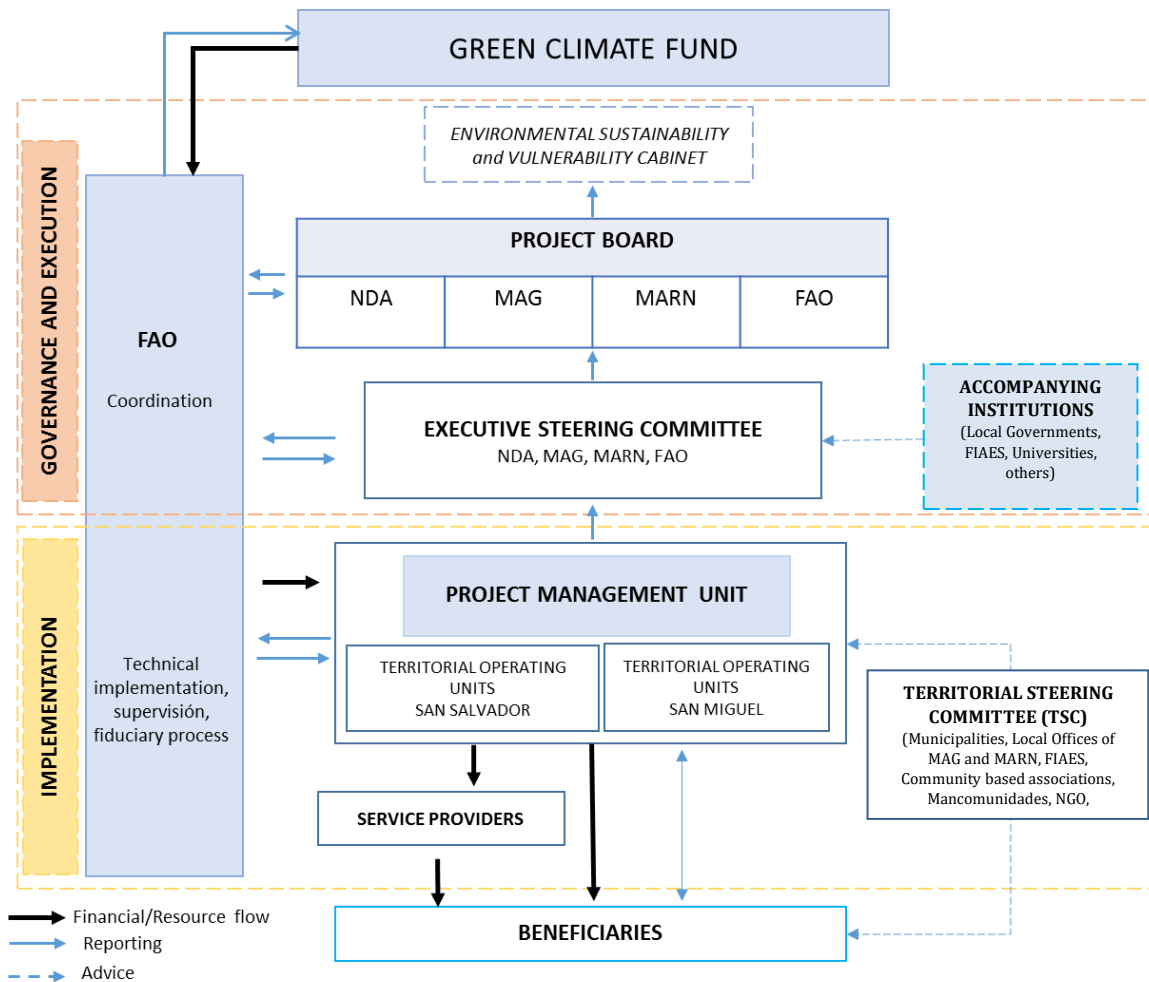 GREEN CLIMATE FUND
ENVIRONMENTAL SUSTAINABILITY
and VULNERABILITY CABINET
GOVERNANCE AND EXECUTION
PROJECT BOARD
NDA
MAG
MARN
FAO
FAO
Coordination
EXECUTIVE STEERING COMMITTEE
NDA, MAG, MARN, FAO
ACCOMPANYING
INSTITUTIONS
(Local Governments,
FIAES, Universities,
others)
IMPLEMENTATION
Technical
implementation,
supervisión,
fiduciary process
PROJECT MANAGEMENT UNIT
TERRITORIAL OPERATING
UNITS
SAN SALVADOR
TERRITORIAL OPERATING
UNITS
SAN MIGUEL
TERRITORIAL STEERING
COMMITTEE (TSC)
(Municipalities, Local Offices of
MAG and MARN, FIAES,
Community based associations,
Mancomunidades, NGO,
SERVICE PROVIDERS
BENEFICIARIES
Financial/Resource flow
Reporting
Advice